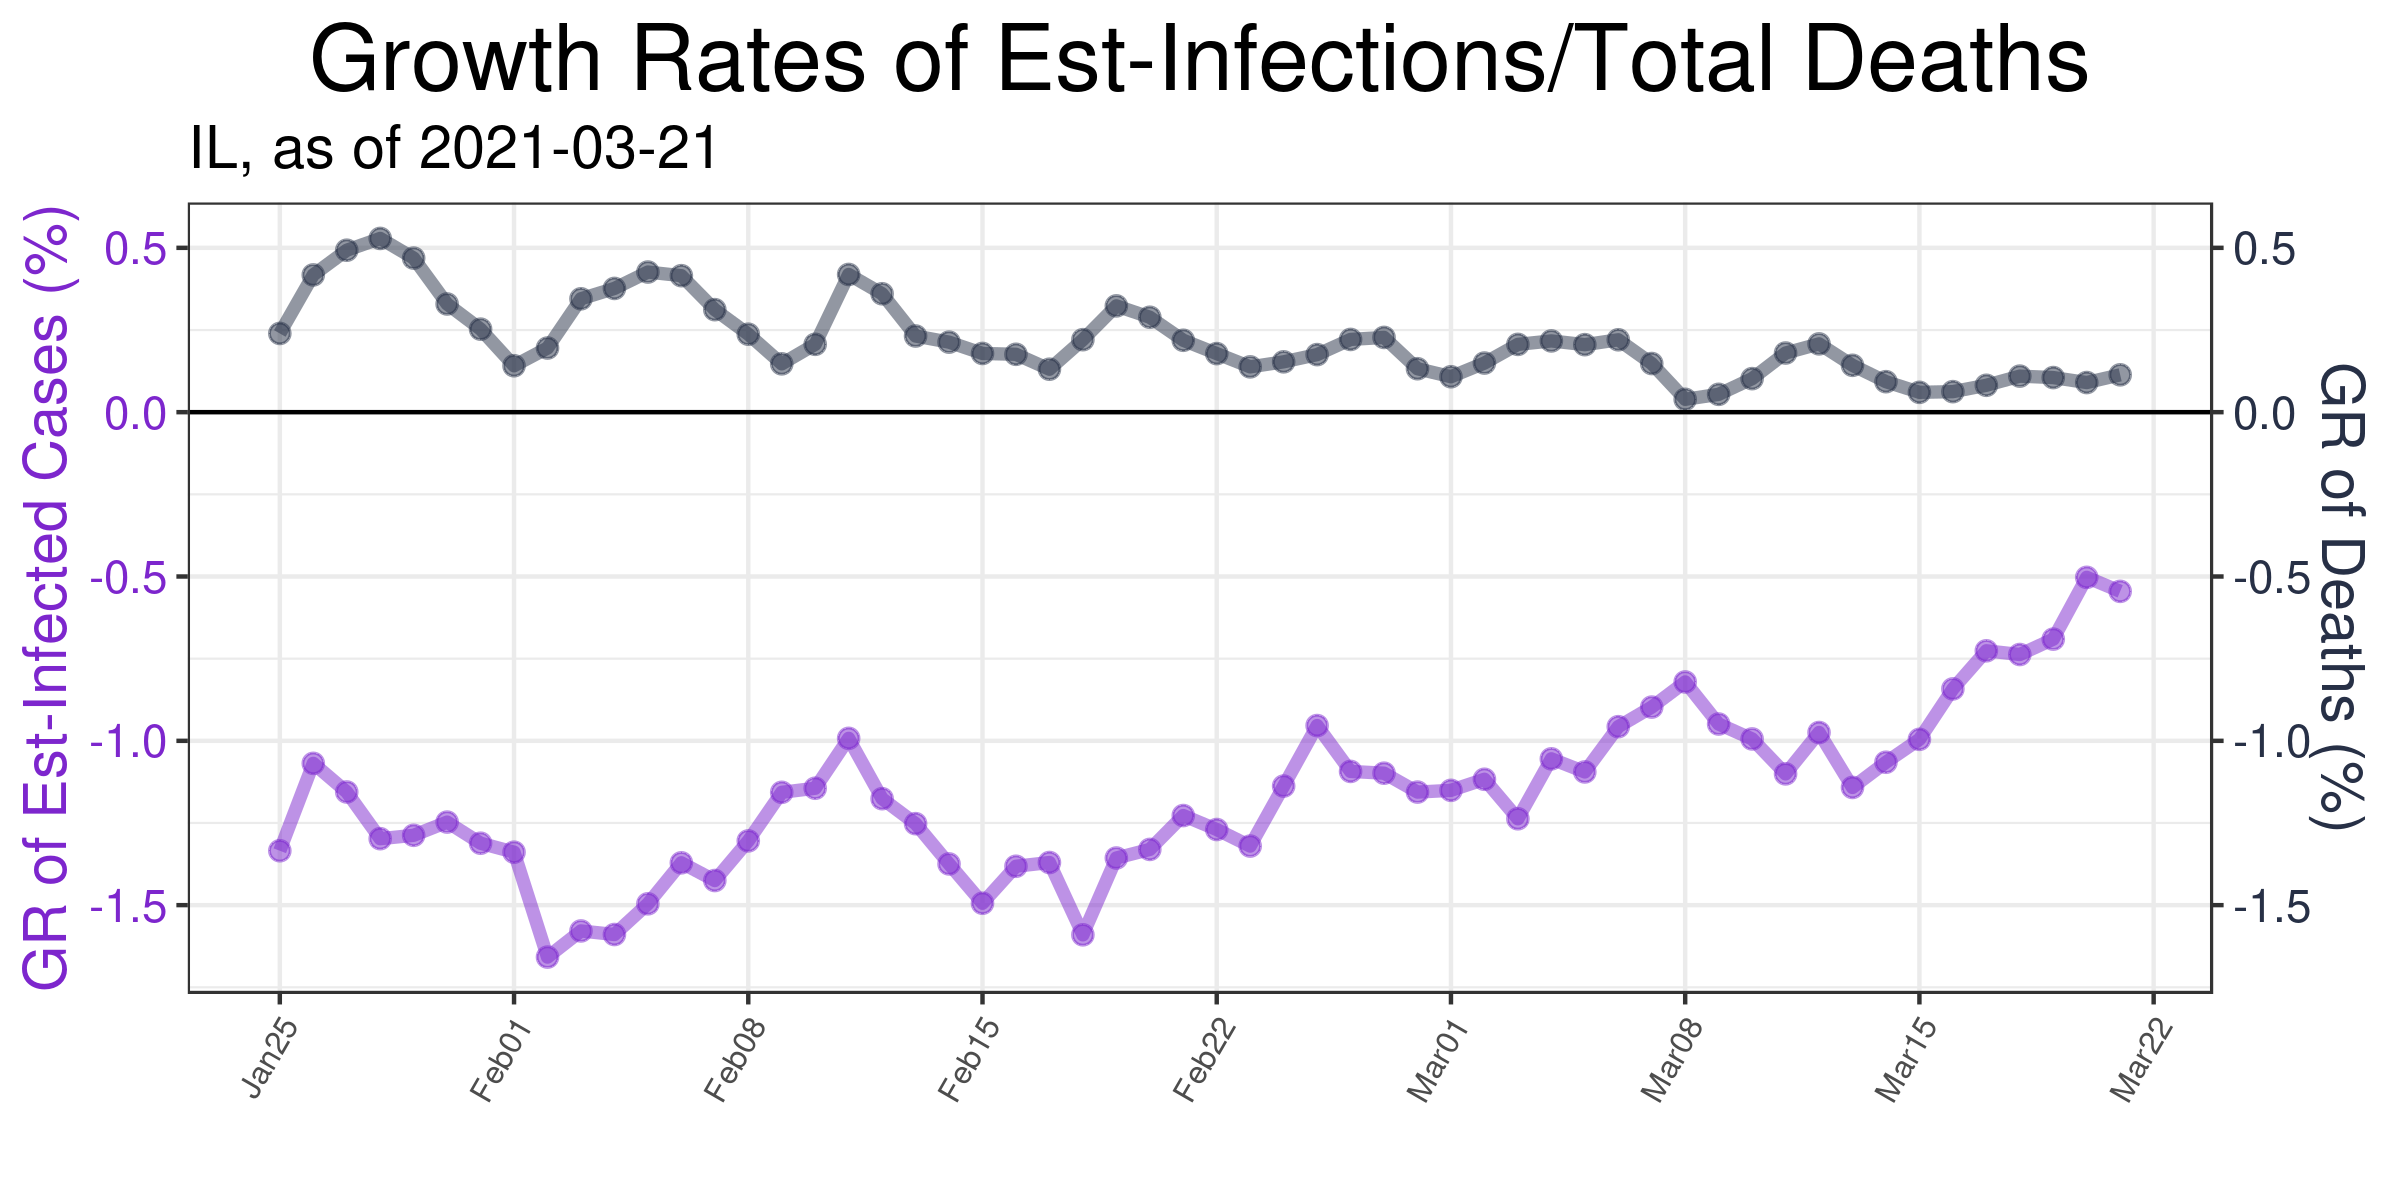 Growth Rates of Est-Infections/Total Deaths
IL, as of 2021-03-21
GR of Est-Infected Cases (%)
0.5
0.0
-0.5
-1.0
-1.5
0.5
0.0
-0.5
-1.0
-1.5
GR of Deaths (%)
Jan25
Feb01
Feb08
Feb15
Feb22
Mar01
Mar08
Mar15
Mar22